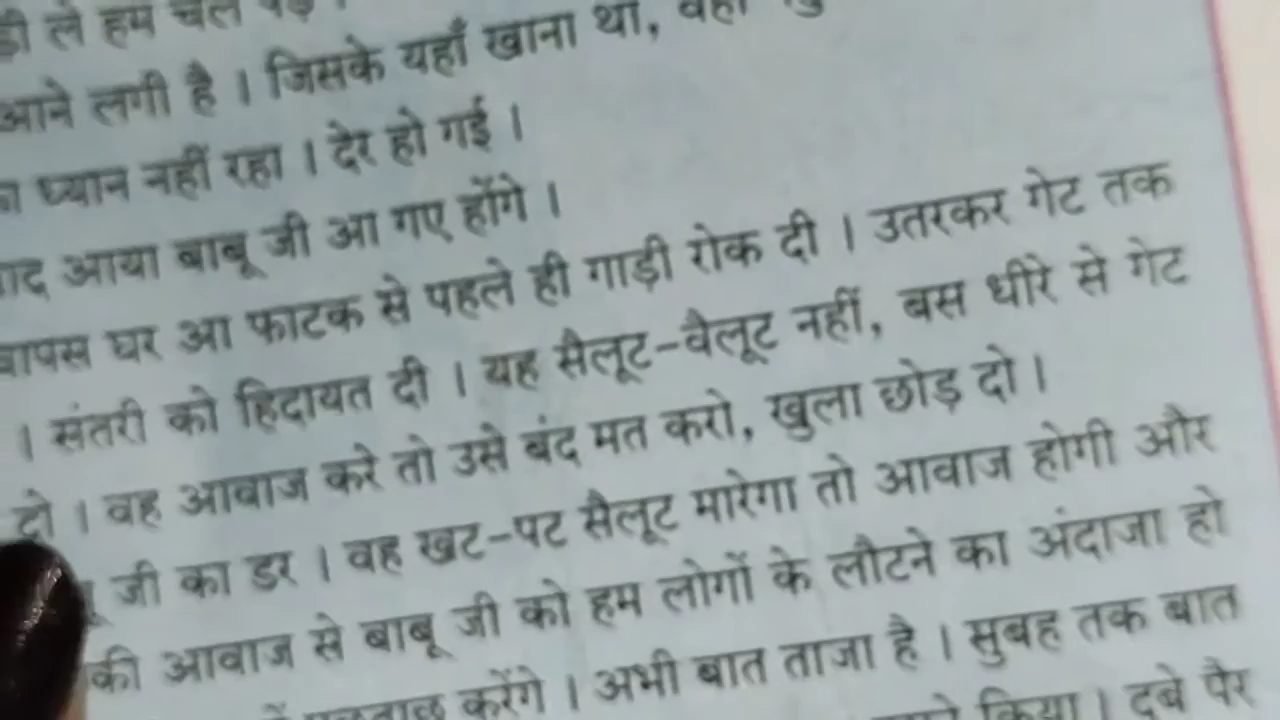 ले हम चल पड़े ।
आने लगी है । जिसके यहाँ खाना था, वहाँ
ध्यान नहीं रहा । देर हो गई ।
याद आया बाबू जी आ गए होंगे ।
वापस घर आ फाटक से पहले ही गाड़ी रोक दी । उतरकर गेट तक
। संतरी को हिदायत दी । यह सैलूट-वैलूट नहीं, बस धीरे से गेट
दो । वह आवाज करे तो उसे बंद मत करो, खुला छोड़ दो ।
जी का डर । वह खट-पट सैलूट मारेगा तो आवाज होगी और
की आवाज से बाबू जी को हम लोगों के लौटने का अंदाजा हो
करेंगे । अभी बात ताजा है । सुबह तक बात
किया । दबे पैर